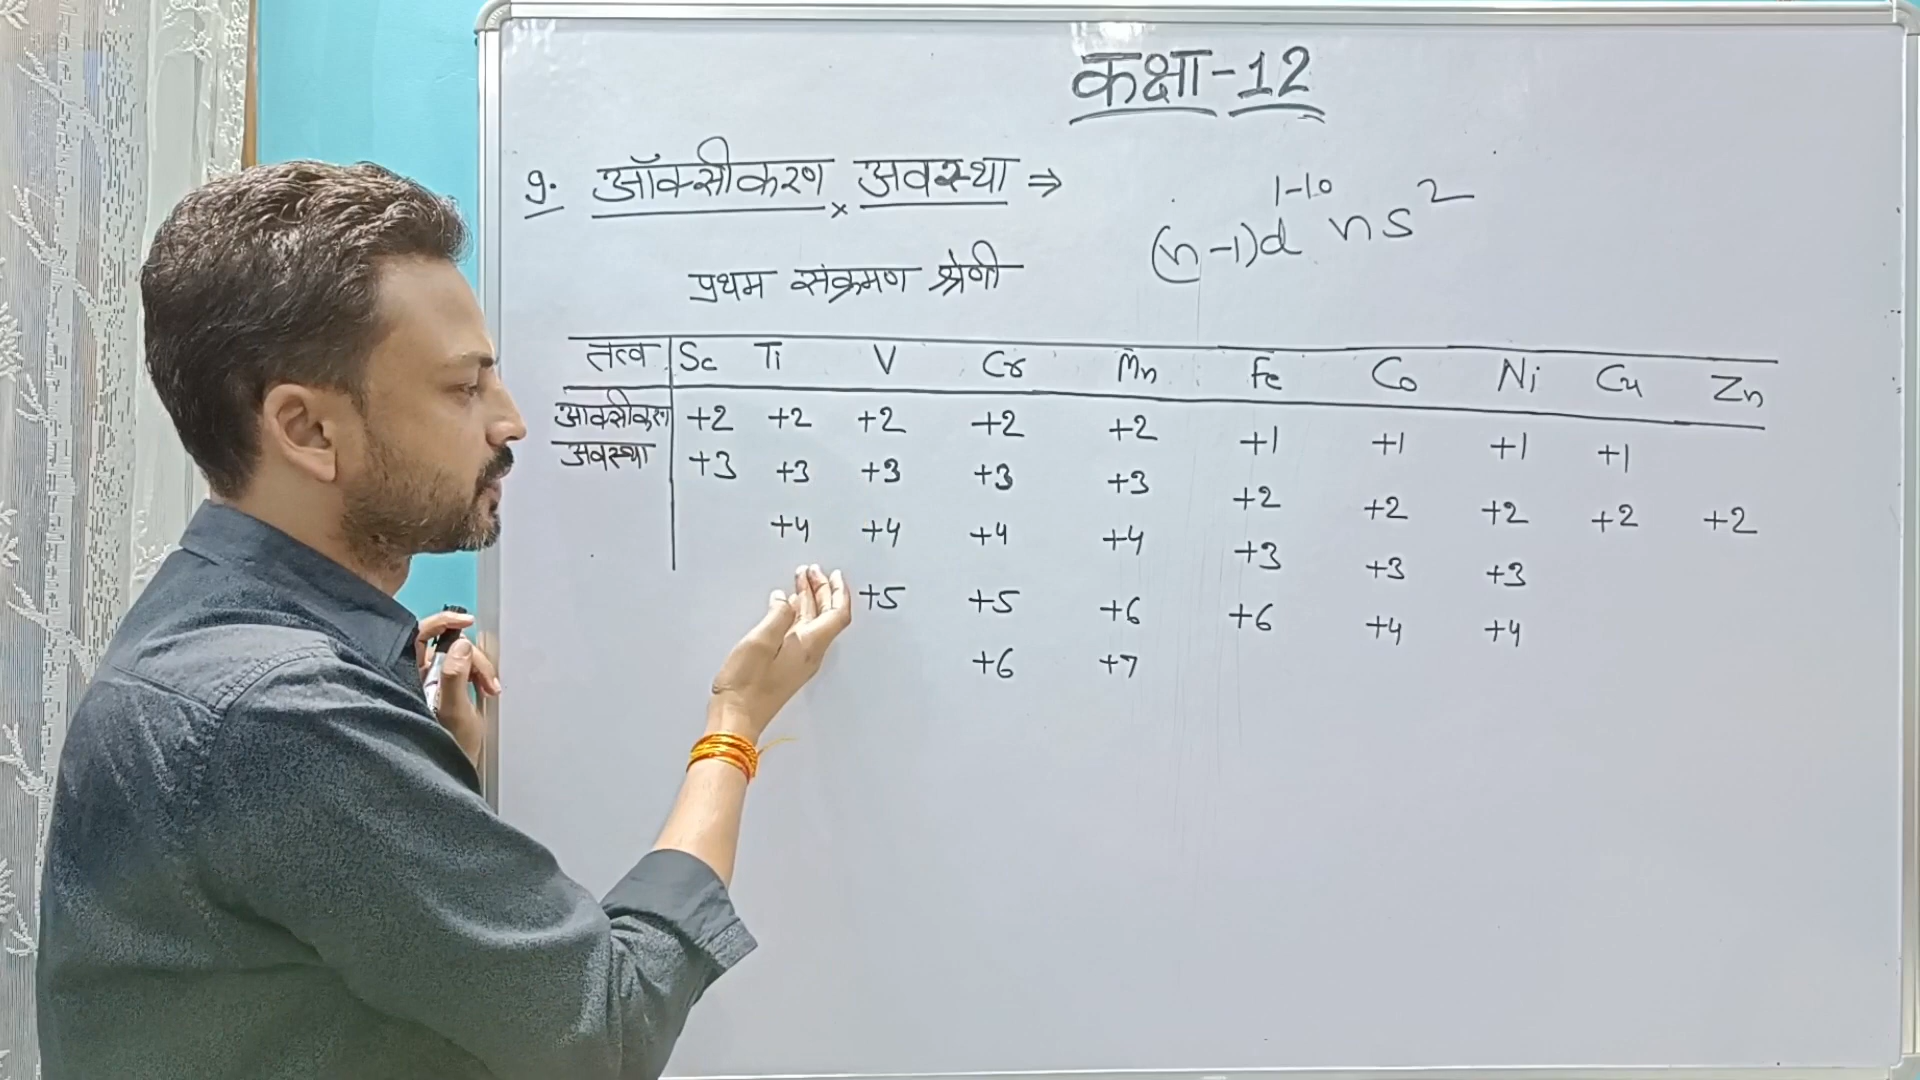 कक्षा-12
9. ऑक्सीकरण अवस्था ⇒
(n-1)d¹⁻¹⁰ ns²
प्रथम संक्रमण श्रेणी
तत्व Sc Ti V Cr Mn Fe Co Ni Cu Zn
ऑक्सीकरण +2 +2 +2 +2 +2 +1 +1 +1 +1
अवस्था +3 +3 +3 +3 +3 +2 +2 +2 +2 +2
+4 +4 +4 +4 +3 +3 +3
+5 +5 +6 +6 +4 +4
+6 +7